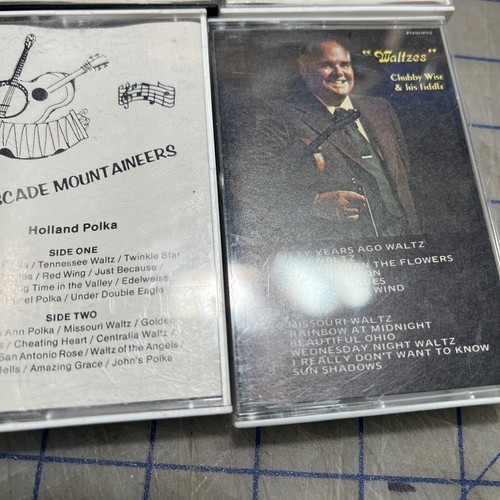 CADE MOUNTAINEERS
Holland Polka
SIDE ONE
/ Tennessee Waltz / Twinkle Star
/ Red Wing / Just Because /
Time in the Valley / Edelweiss
Polka / Under Double Eagle
SIDE TWO
Ann Polka / Missouri Waltz / Golden
/ Cheating Heart / Centralia Waltz /
San Antonio Rose / Waltz of the Angels /
Bells / Amazing Grace / John's Polka
"Waltzes"
Chubby Wise
& his Fiddle
YEARS AGO WALTZ
THE FLOWERS
WIND
MISSOURI WALTZ
RAINBOW AT MIDNIGHT
BEAUTIFUL OHIO
WEDNESDAY NIGHT WALTZ
I REALLY DON'T WANT TO KNOW
SUN SHADOWS